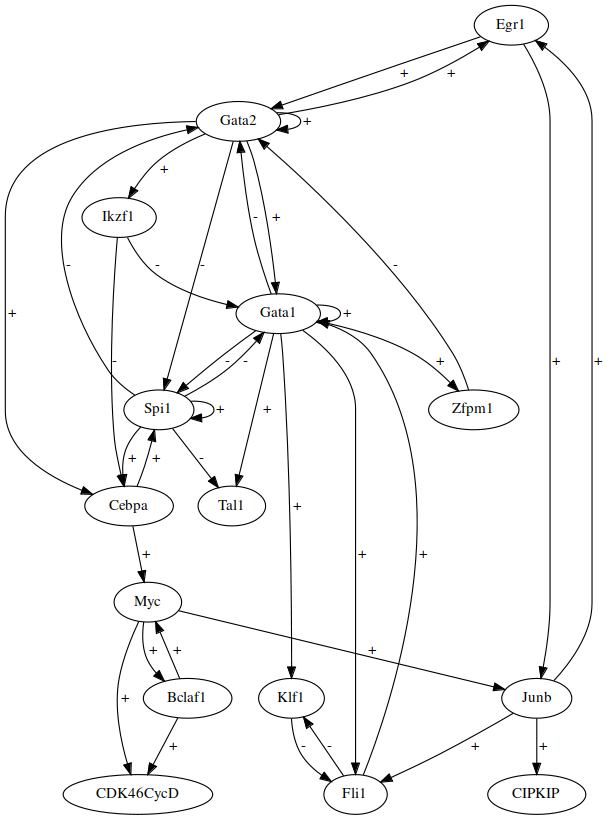 Egr1
+ +
Gata2 +
+
Ikzf1
- +
- - - -
Gata1 +
+ - + +
- - - + +
Spi1 + + Zfpm1
+ + -
Cebpa Tal1 +
+ + +
Myc
+ + + +
Bclaf1 Klf1 Junb
+ - - + +
CDK46CycD Fli1 CIPKIP